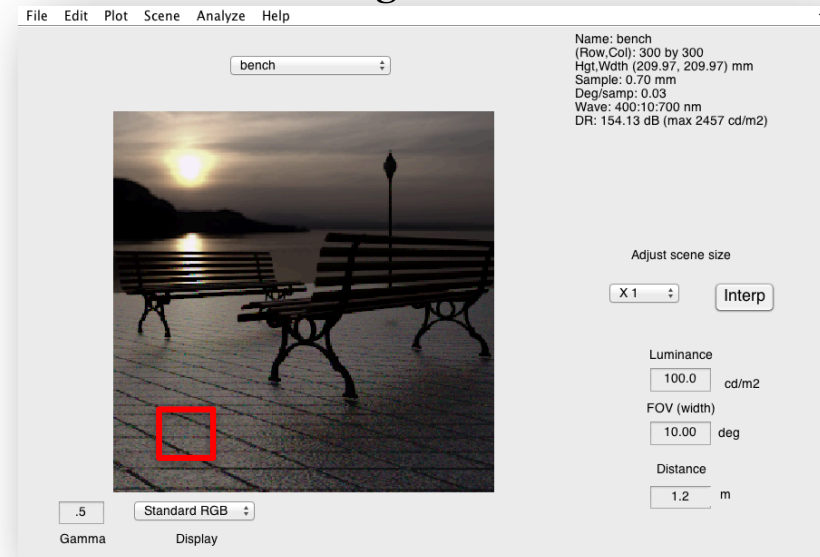 File Edit Plot Scene Analyze Help
bench
Name: bench
(Row,Col): 300 by 300
Hgt,Wdth (209.97, 209.97) mm
Sample: 0.70 mm
Deg/samp: 0.03
Wave: 400:10:700 nm
DR: 154.13 dB (max 2457 cd/m2)
Adjust scene size
X 1
Interp
Luminance
100.0 cd/m2
FOV (width)
10.00 deg
Distance
1.2 m
.5 Standard RGB
Gamma Display